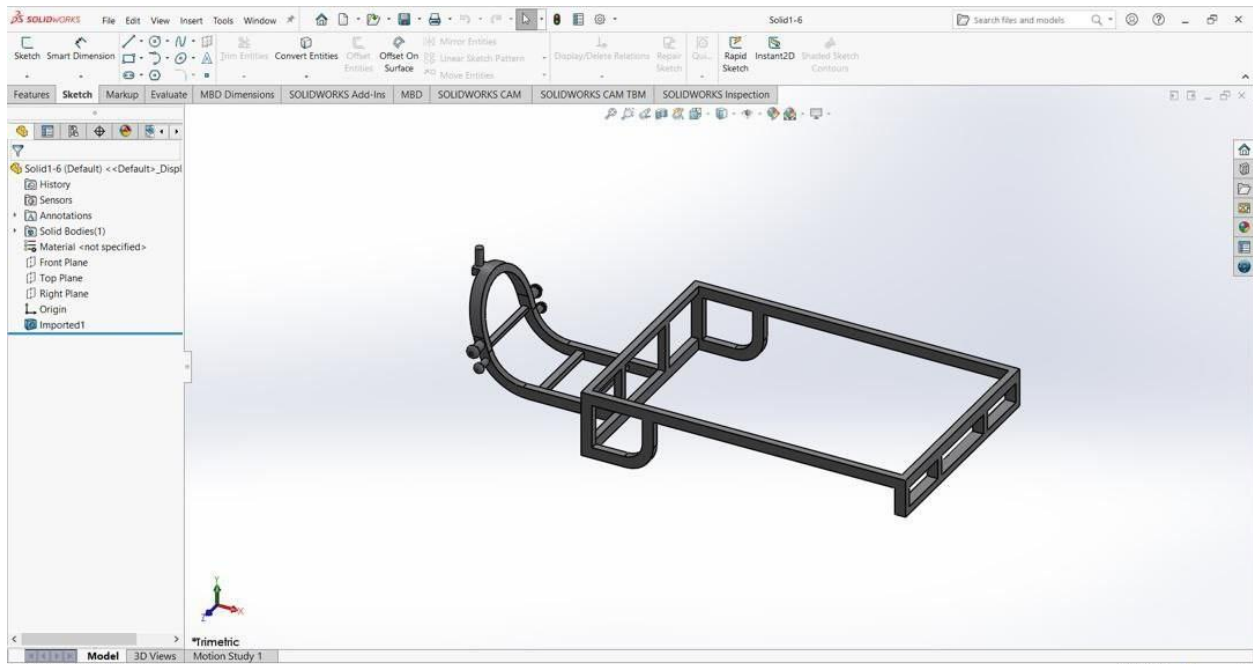 SOLIDWORKS File Edit View Insert Tools Window Solid1-6 Search files and models
Sketch Smart Dimension Trim Entities Convert Entities Offset Entities Offset On Surface Mirror Entities Linear Sketch Pattern Move Entities Display/Delete Relations Repair Sketch Qui... Rapid Sketch Instant2D Shaded Sketch Contours
Features Sketch Markup Evaluate MBD Dimensions SOLIDWORKS Add-Ins MBD SOLIDWORKS CAM SOLIDWORKS CAM TBM SOLIDWORKS Inspection
Solid1-6 (Default) <<Default>_Displ
History
Sensors
Annotations
Solid Bodies(1)
Material <not specified>
Front Plane
Top Plane
Right Plane
Origin
Imported1
Y
X
Z
*Trimetric
Model 3D Views Motion Study 1